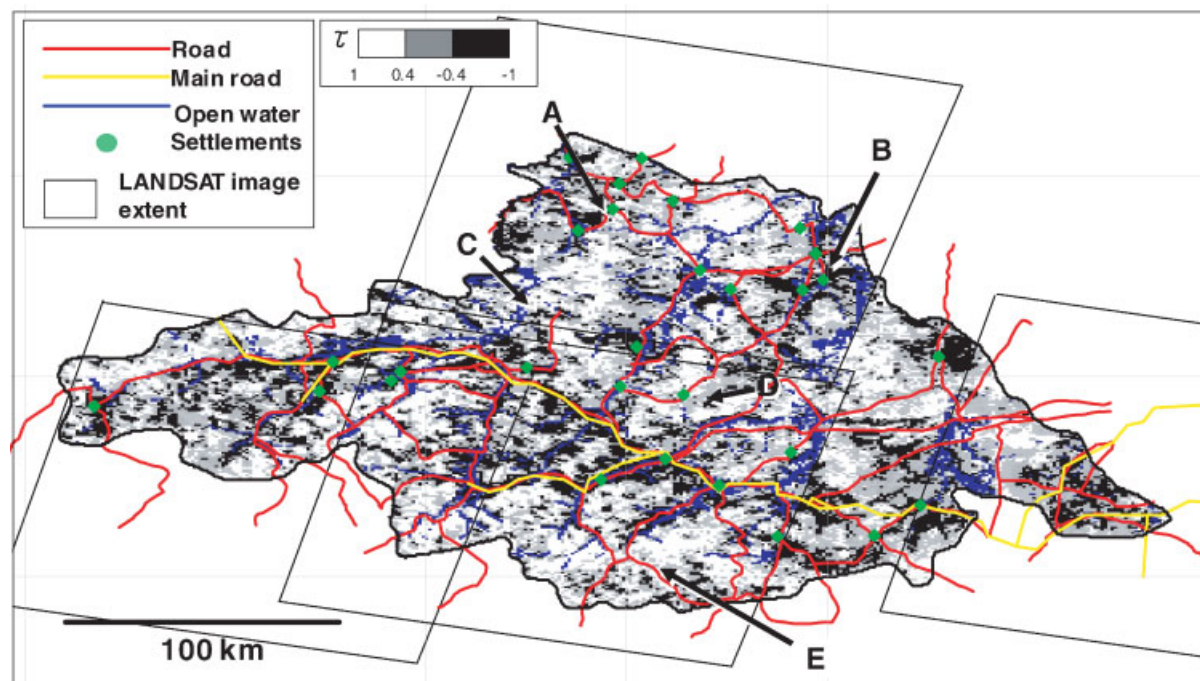 Road
Main road
Open water
Settlements
LANDSAT image
extent
τ
1 0.4 -0.4 -1
A
B
C
D
E
100 km